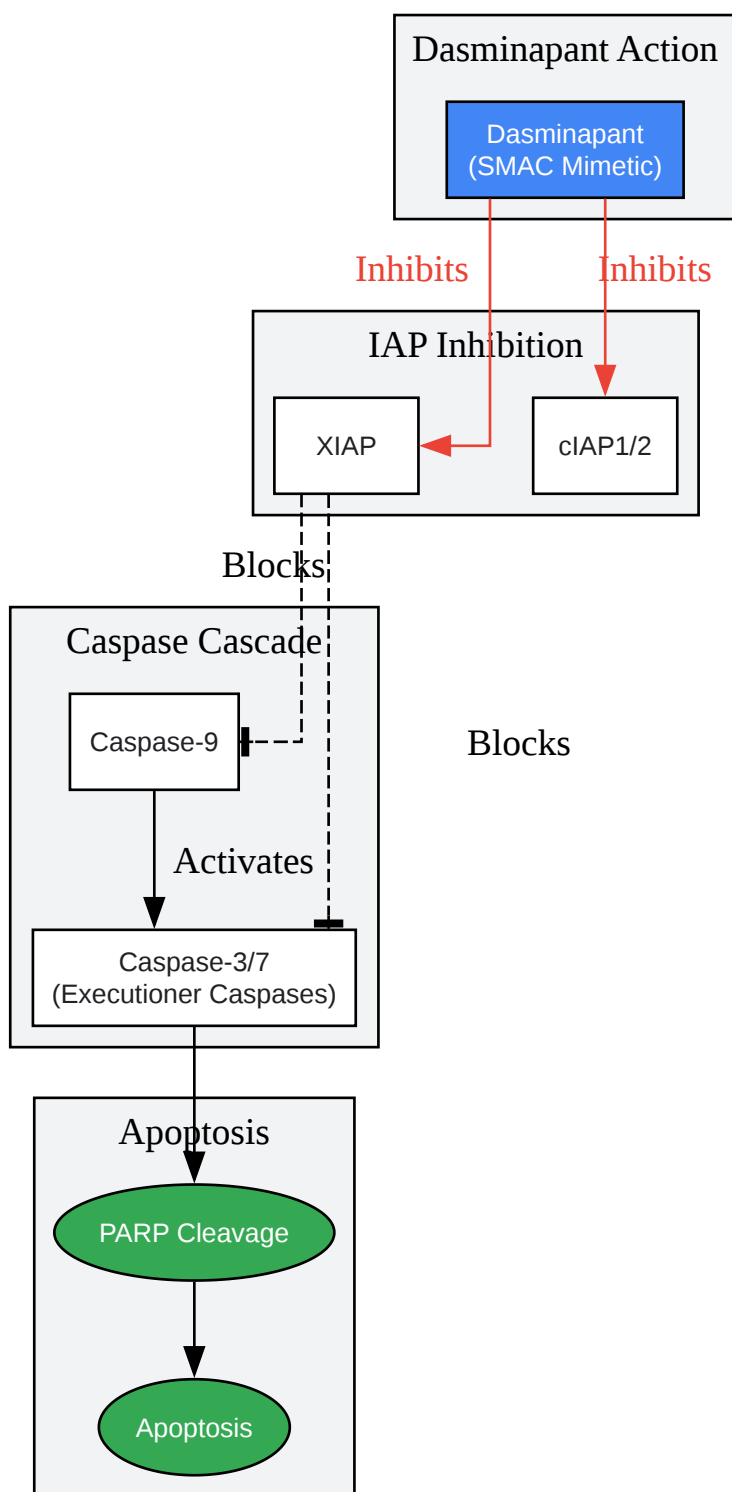 Dasminapant Action
Dasminapant
(SMAC Mimetic)
Inhibits
Inhibits
IAP Inhibition
XIAP
cIAP1/2
Blocks
Caspase Cascade
Caspase-9
Blocks
Activates
Caspase-3/7
(Executioner Caspases)
Apoptosis
PARP Cleavage
Apoptosis